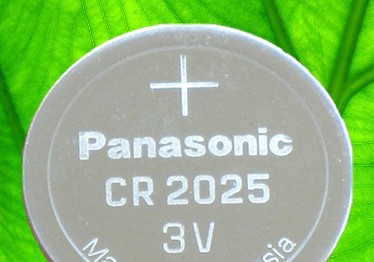 +
Panasonic
CR 2025
3V